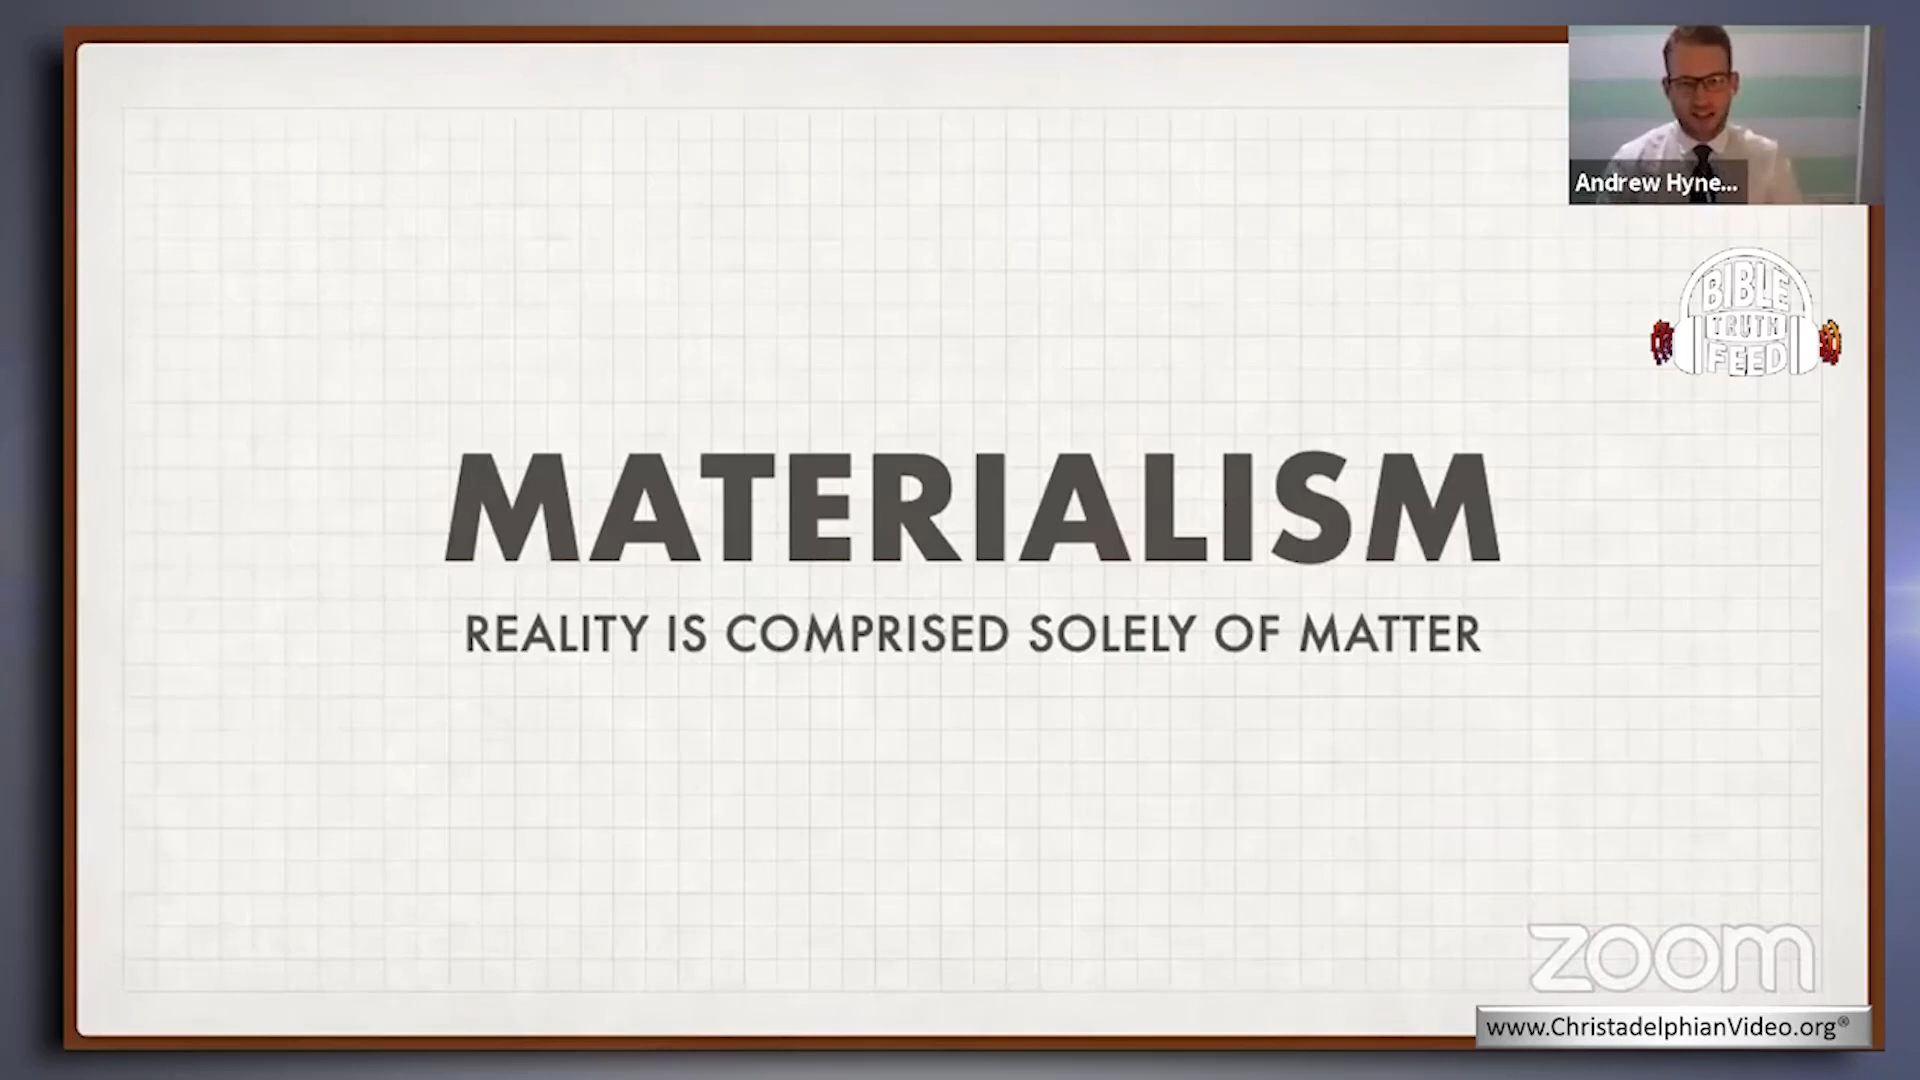 Andrew Hyne...
BIBLE
TRUTH
FEED
MATERIALISM
REALITY IS COMPRISED SOLELY OF MATTER
zoom
www.ChristadelphianVideo.org®